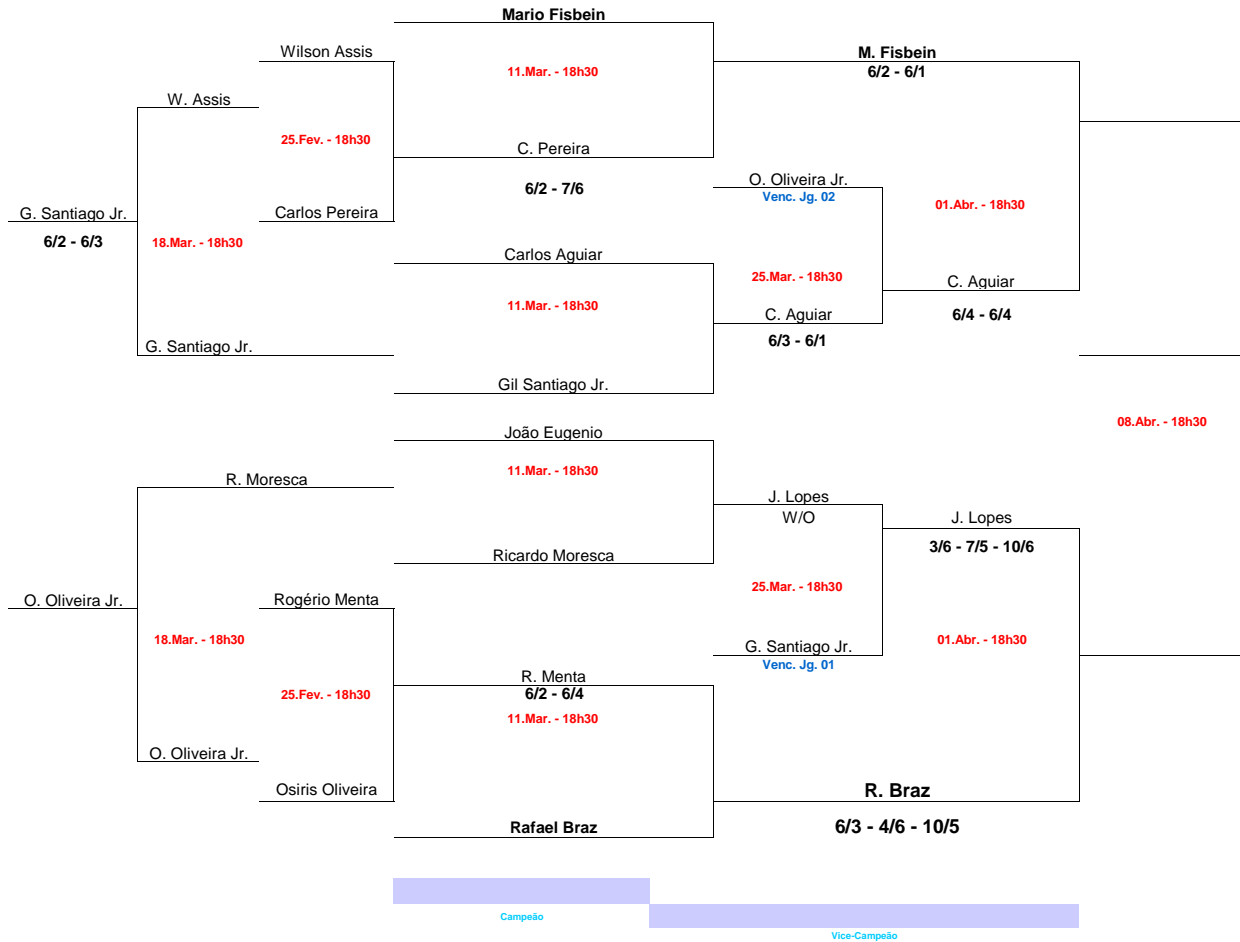 Mario Fisbein
Wilson Assis
M. Fisbein
6/2 - 6/1
11.Mar. - 18h30
W. Assis
25.Fev. - 18h30
C. Pereira
6/2 - 7/6
O. Oliveira Jr.
Venc. Jg. 02
G. Santiago Jr.
6/2 - 6/3
Carlos Pereira
01.Abr. - 18h30
18.Mar. - 18h30
Carlos Aguiar
25.Mar. - 18h30
C. Aguiar
6/4 - 6/4
11.Mar. - 18h30
C. Aguiar
6/3 - 6/1
G. Santiago Jr.
Gil Santiago Jr.
08.Abr. - 18h30
João Eugenio
11.Mar. - 18h30
R. Moresca
J. Lopes
W/O
J. Lopes
3/6 - 7/5 - 10/6
Ricardo Moresca
25.Mar. - 18h30
O. Oliveira Jr.
Rogério Menta
18.Mar. - 18h30
01.Abr. - 18h30
G. Santiago Jr.
Venc. Jg. 01
R. Menta
6/2 - 6/4
25.Fev. - 18h30
11.Mar. - 18h30
O. Oliveira Jr.
Osiris Oliveira
R. Braz
6/3 - 4/6 - 10/5
Rafael Braz
Campeão
Vice-Campeão